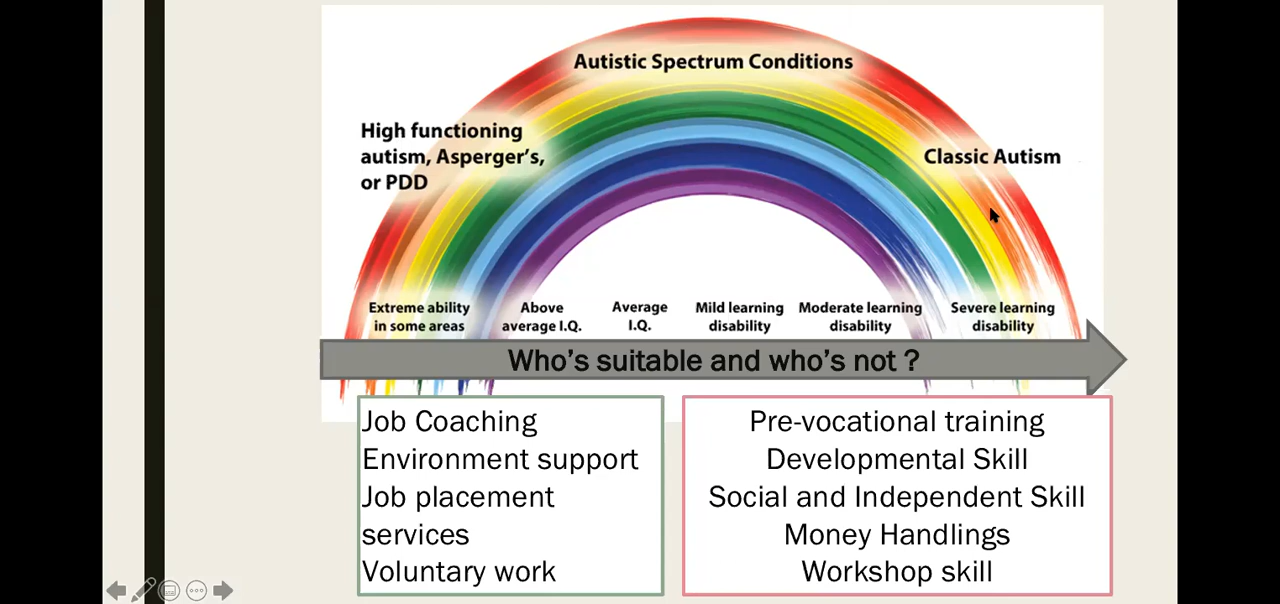 Autistic Spectrum Conditions
High functioning
autism, Asperger's,
or PDD
Classic Autism
Extreme ability
in some areas
Above
average I.Q.
Average
I.Q.
Mild learning
disability
Moderate learning
disability
Severe learning
disability
Who's suitable and who's not ?
Job Coaching
Environment support
Job placement
services
Voluntary work
Pre-vocational training
Developmental Skill
Social and Independent Skill
Money Handlings
Workshop skill